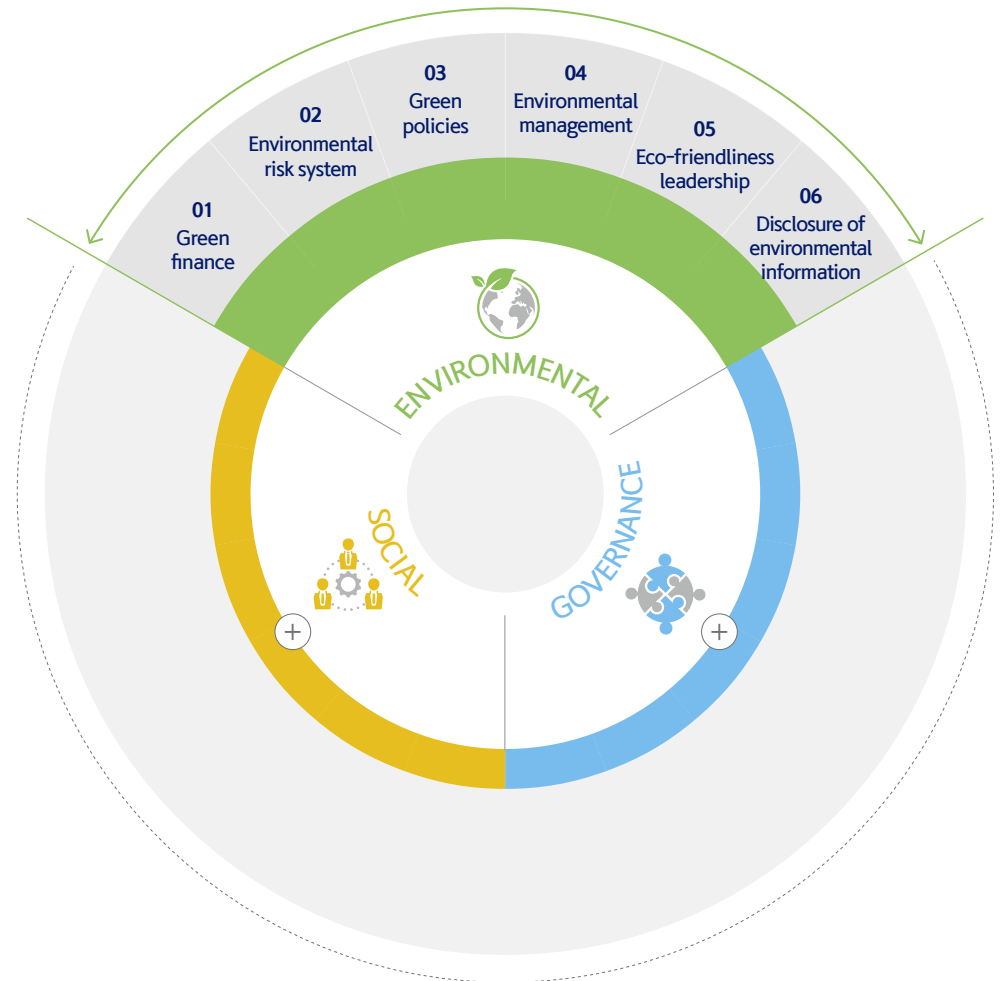 01
Green
finance
02
Environmental
risk system
03
Green
policies
04
Environmental
management
05
Eco-friendliness
leadership
06
Disclosure of
environmental
information
ENVIRONMENTAL
SOCIAL
GOVERNANCE